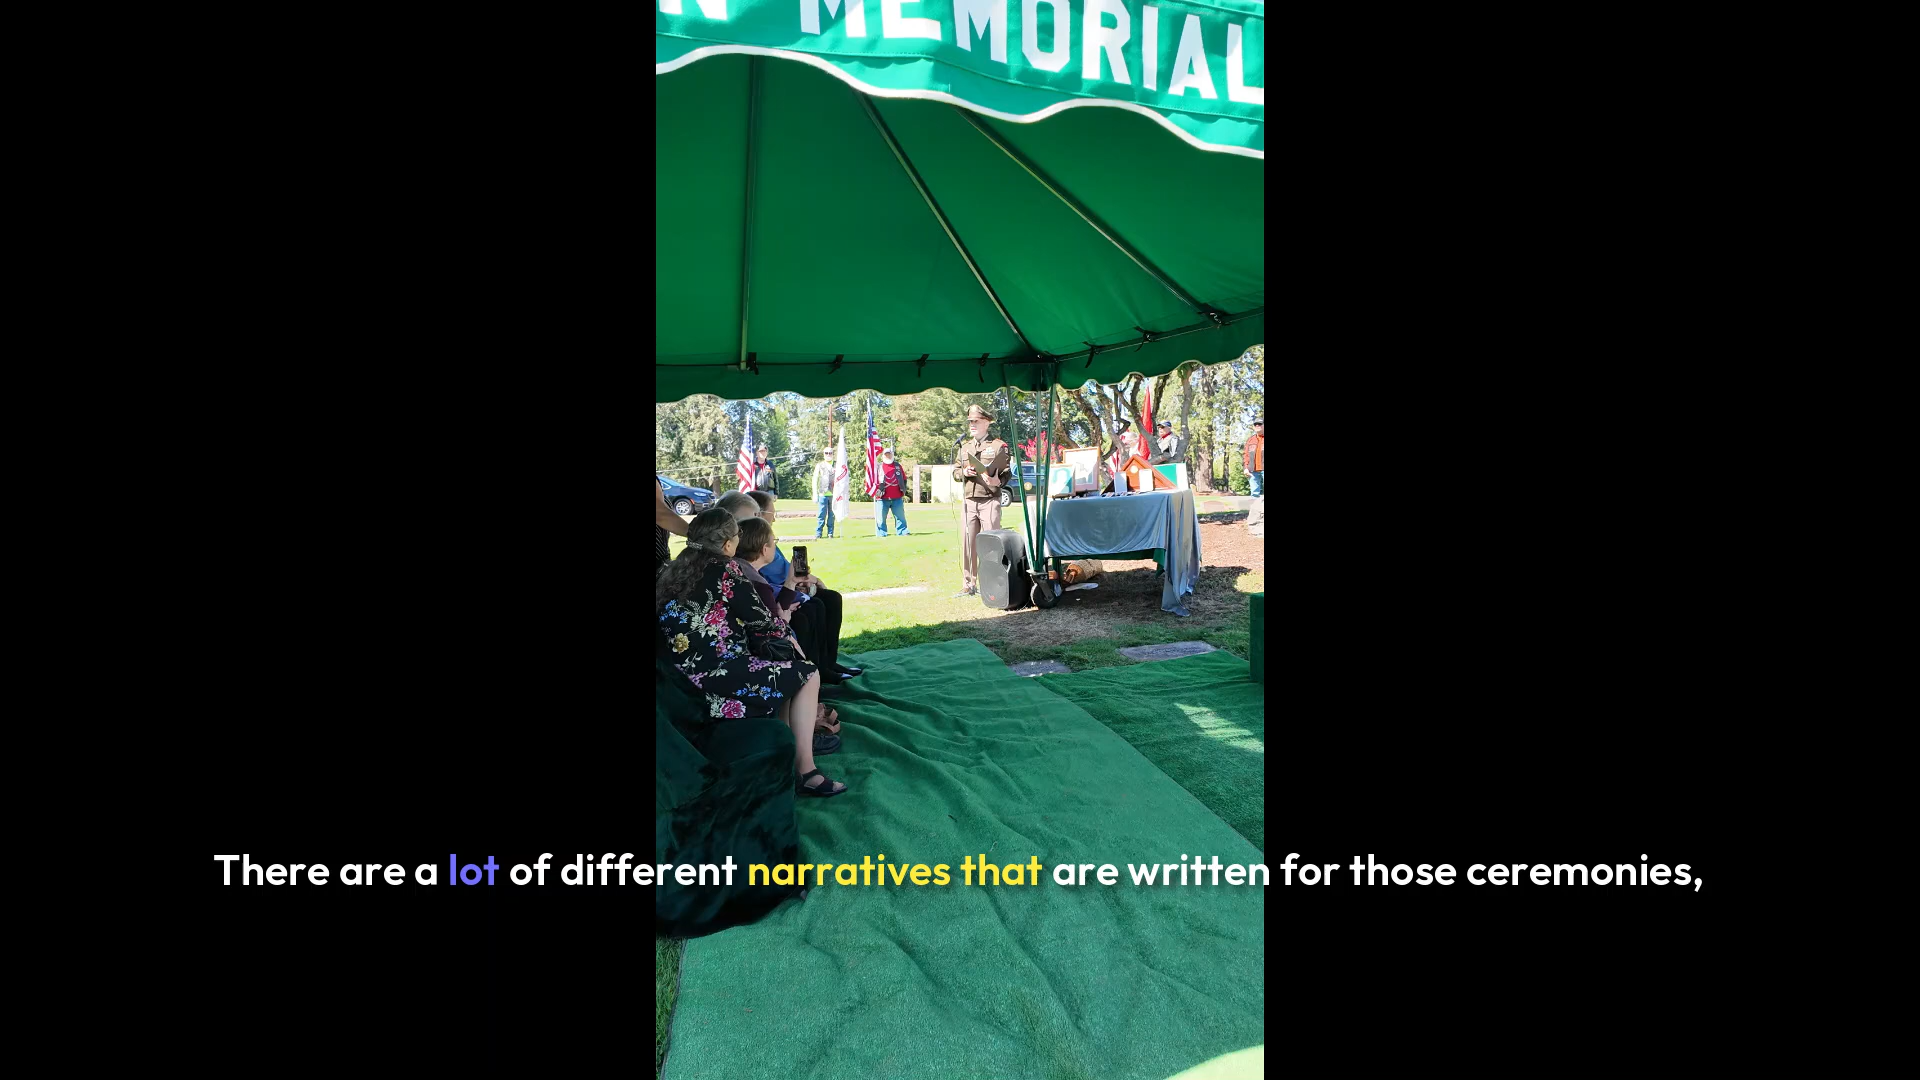 N MEMORIAL
There are a lot of different narratives that are written for those ceremonies,